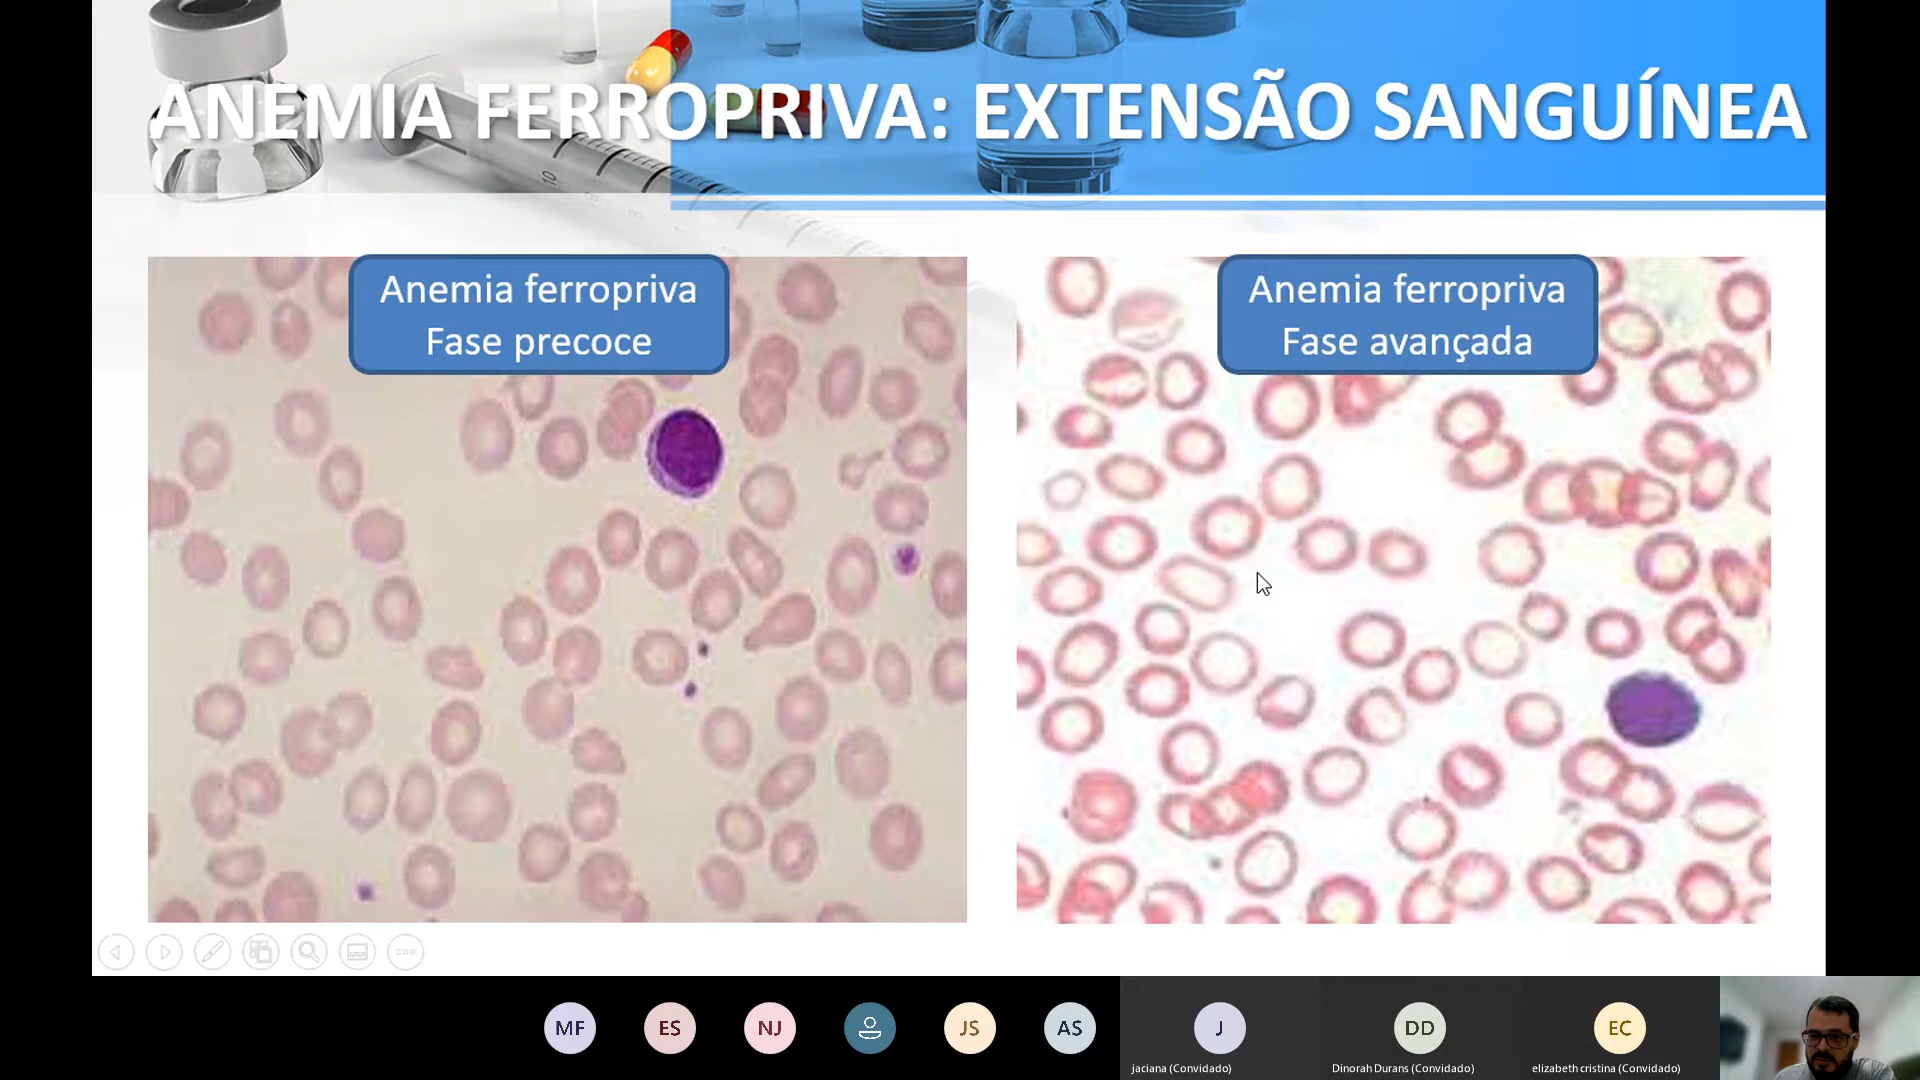 ANEMIA FERROPRIVA: EXTENSÃO SANGUÍNEA
10
Anemia ferropriva
Fase precoce
Anemia ferropriva
Fase avançada
MF
ES
NJ
JS
AS
J
DD
EC
jaciana (Convidado)
Dinorah Durans (Convidado)
elizabeth cristina (Convidado)